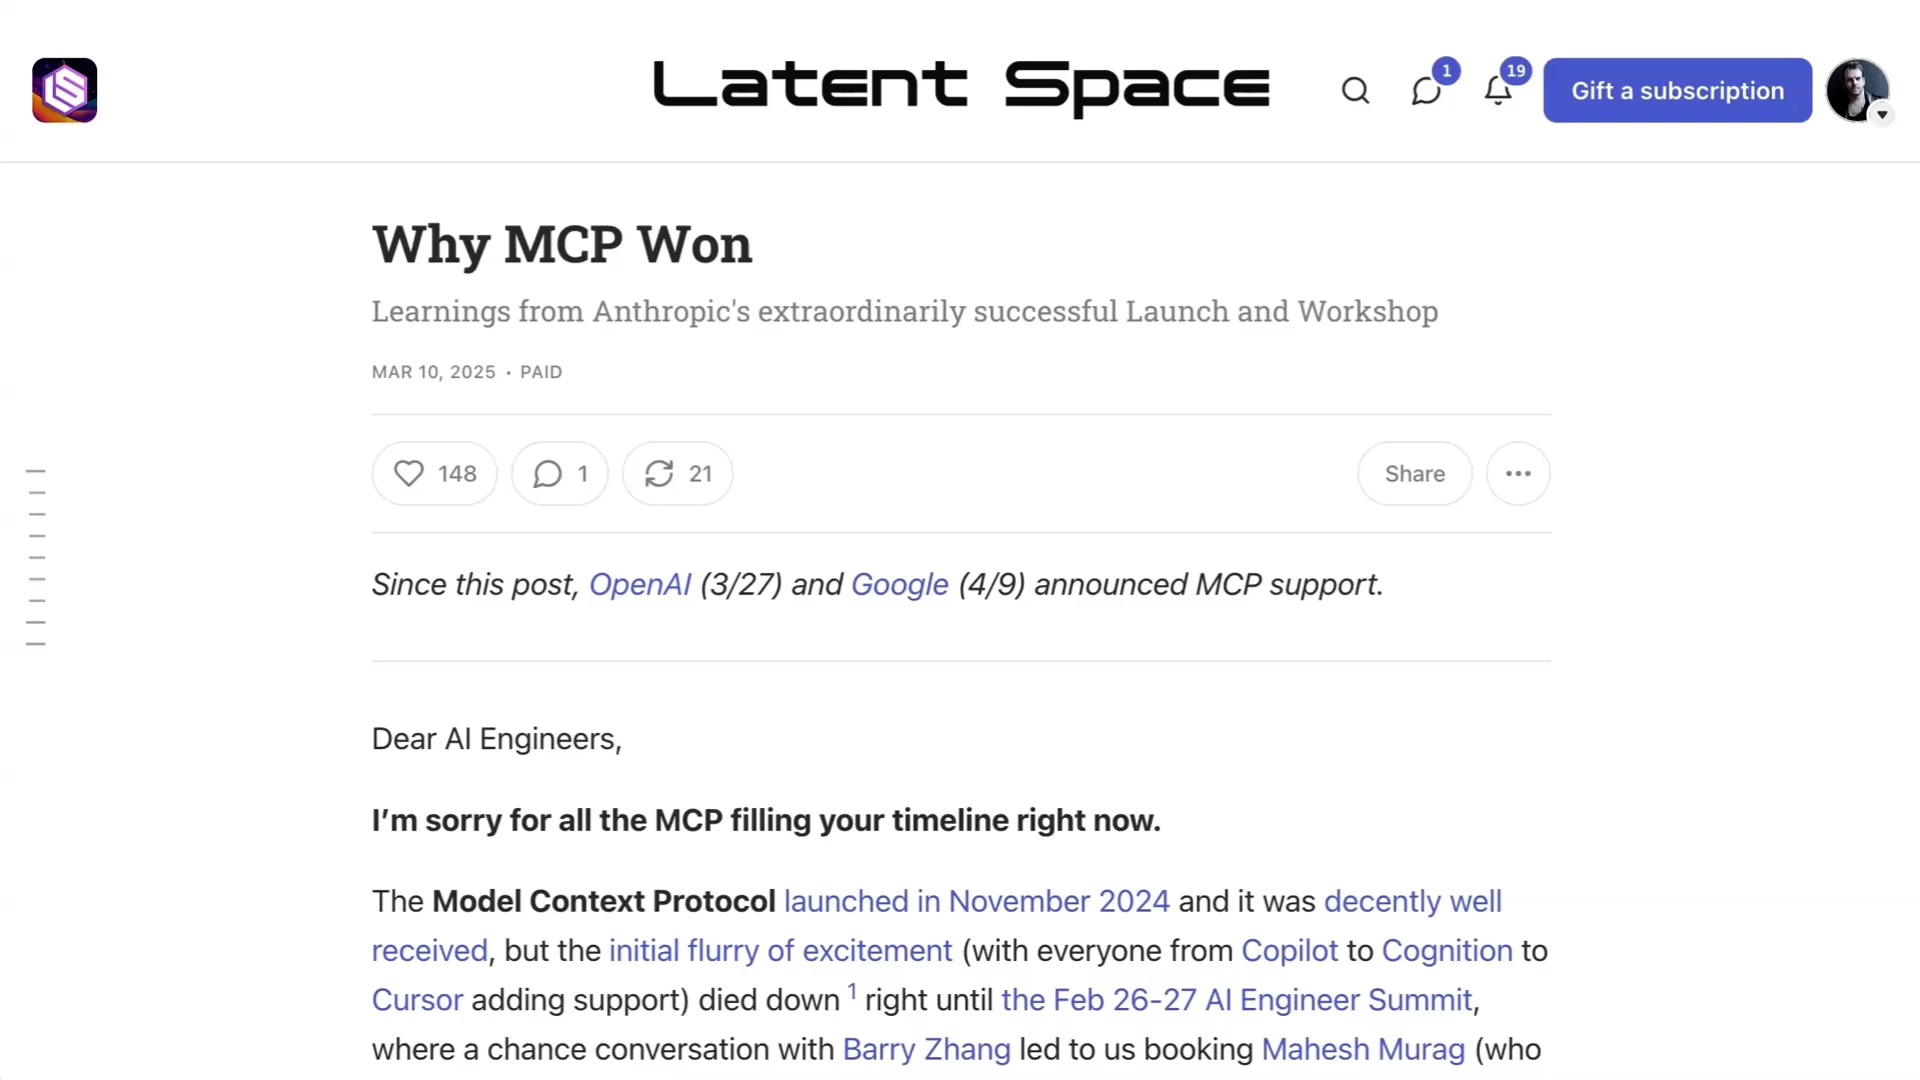 Latent Space
1
19
Gift a subscription
Why MCP Won
Learnings from Anthropic's extraordinarily successful Launch and Workshop
MAR 10, 2025 · PAID
148
1
21
Share
Since this post, OpenAI (3/27) and Google (4/9) announced MCP support.
Dear AI Engineers,
I’m sorry for all the MCP filling your timeline right now.
The Model Context Protocol launched in November 2024 and it was decently well
received, but the initial flurry of excitement (with everyone from Copilot to Cognition to
Cursor adding support) died down 1 right until the Feb 26-27 AI Engineer Summit,
where a chance conversation with Barry Zhang led to us booking Mahesh Murag (who